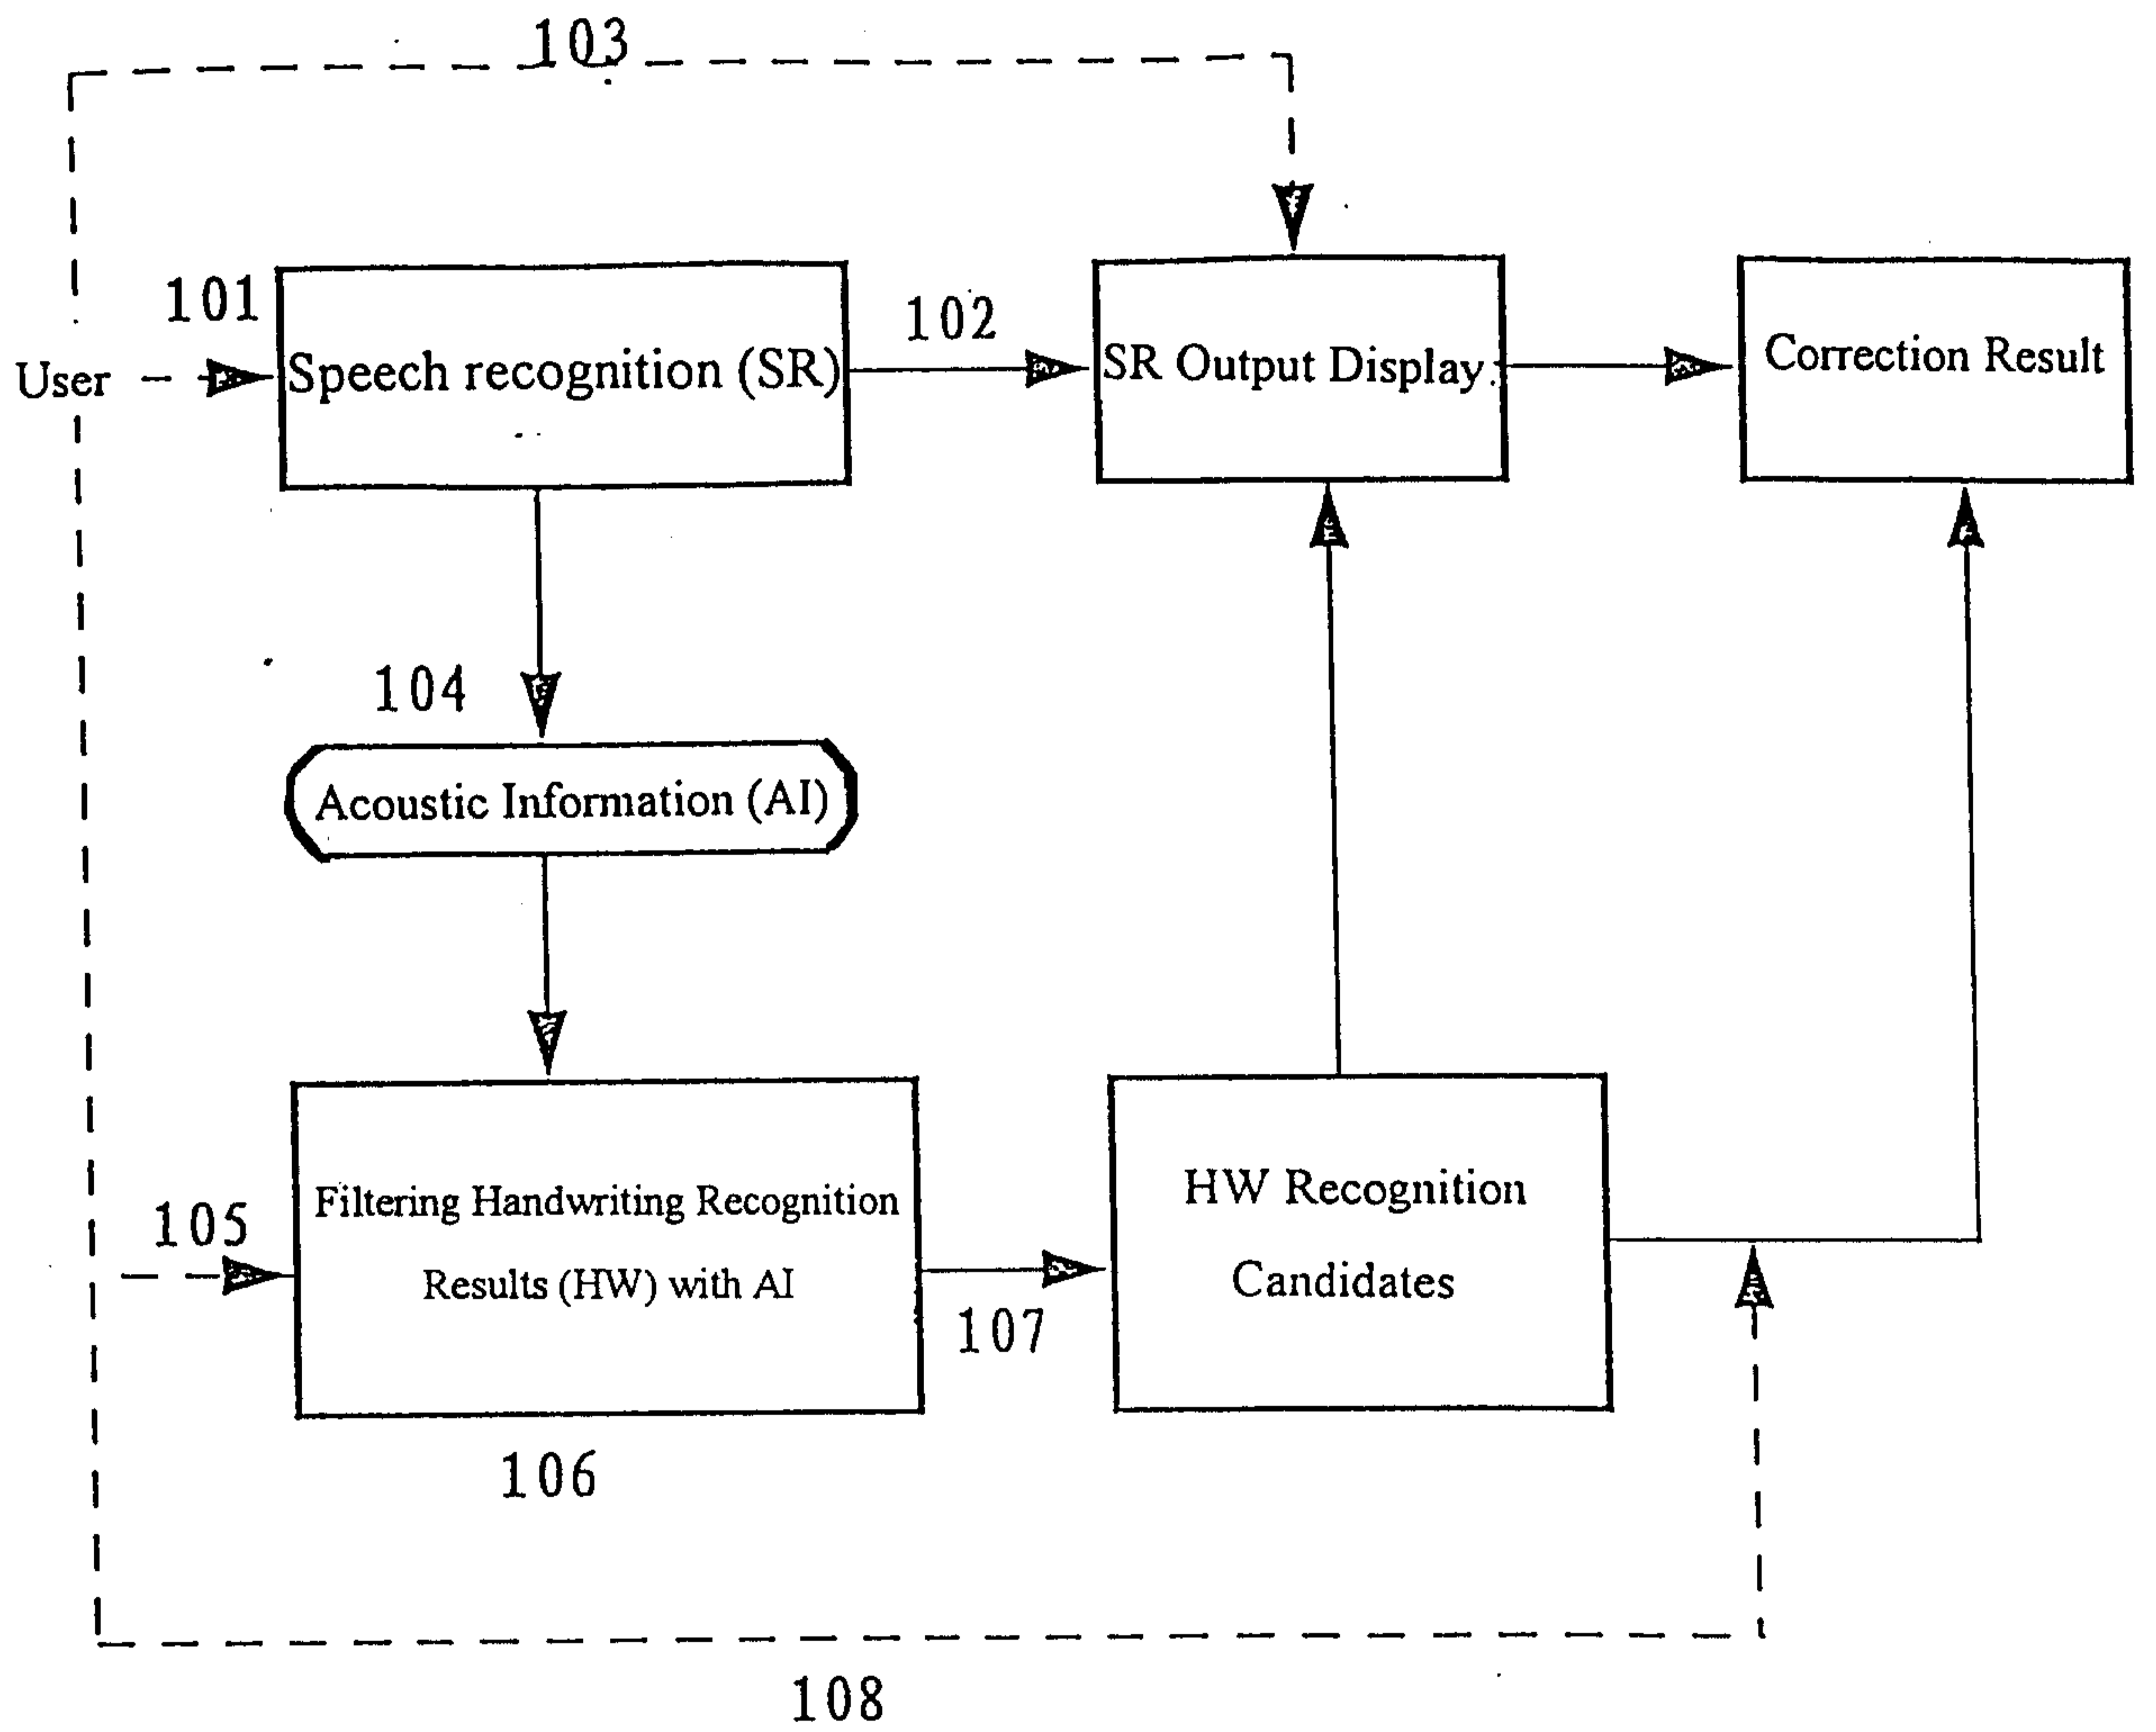 103
101
102
User
Speech recognition (SR)
SR Output Display
Correction Result
104
Acoustic Information (AI)
105
Filtering Handwriting Recognition
Results (HW) with AI
HW Recognition
Candidates
107
106
108